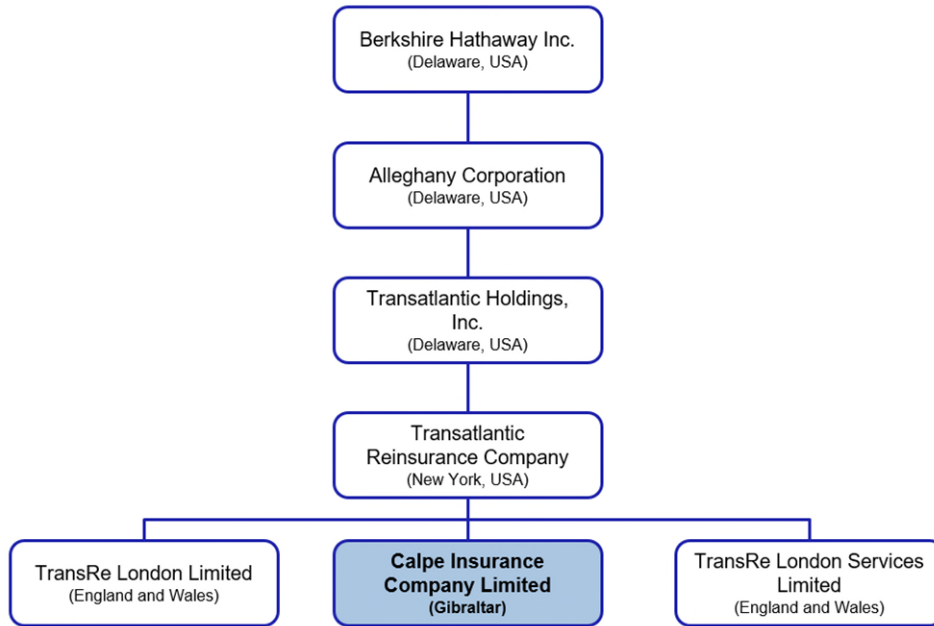 Berkshire Hathaway Inc.
(Delaware, USA)
Alleghany Corporation
(Delaware, USA)
Transatlantic Holdings,
Inc.
(Delaware, USA)
Transatlantic
Reinsurance Company
(New York, USA)
TransRe London Limited
(England and Wales)
Calpe Insurance
Company Limited
(Gibraltar)
TransRe London Services
Limited
(England and Wales)